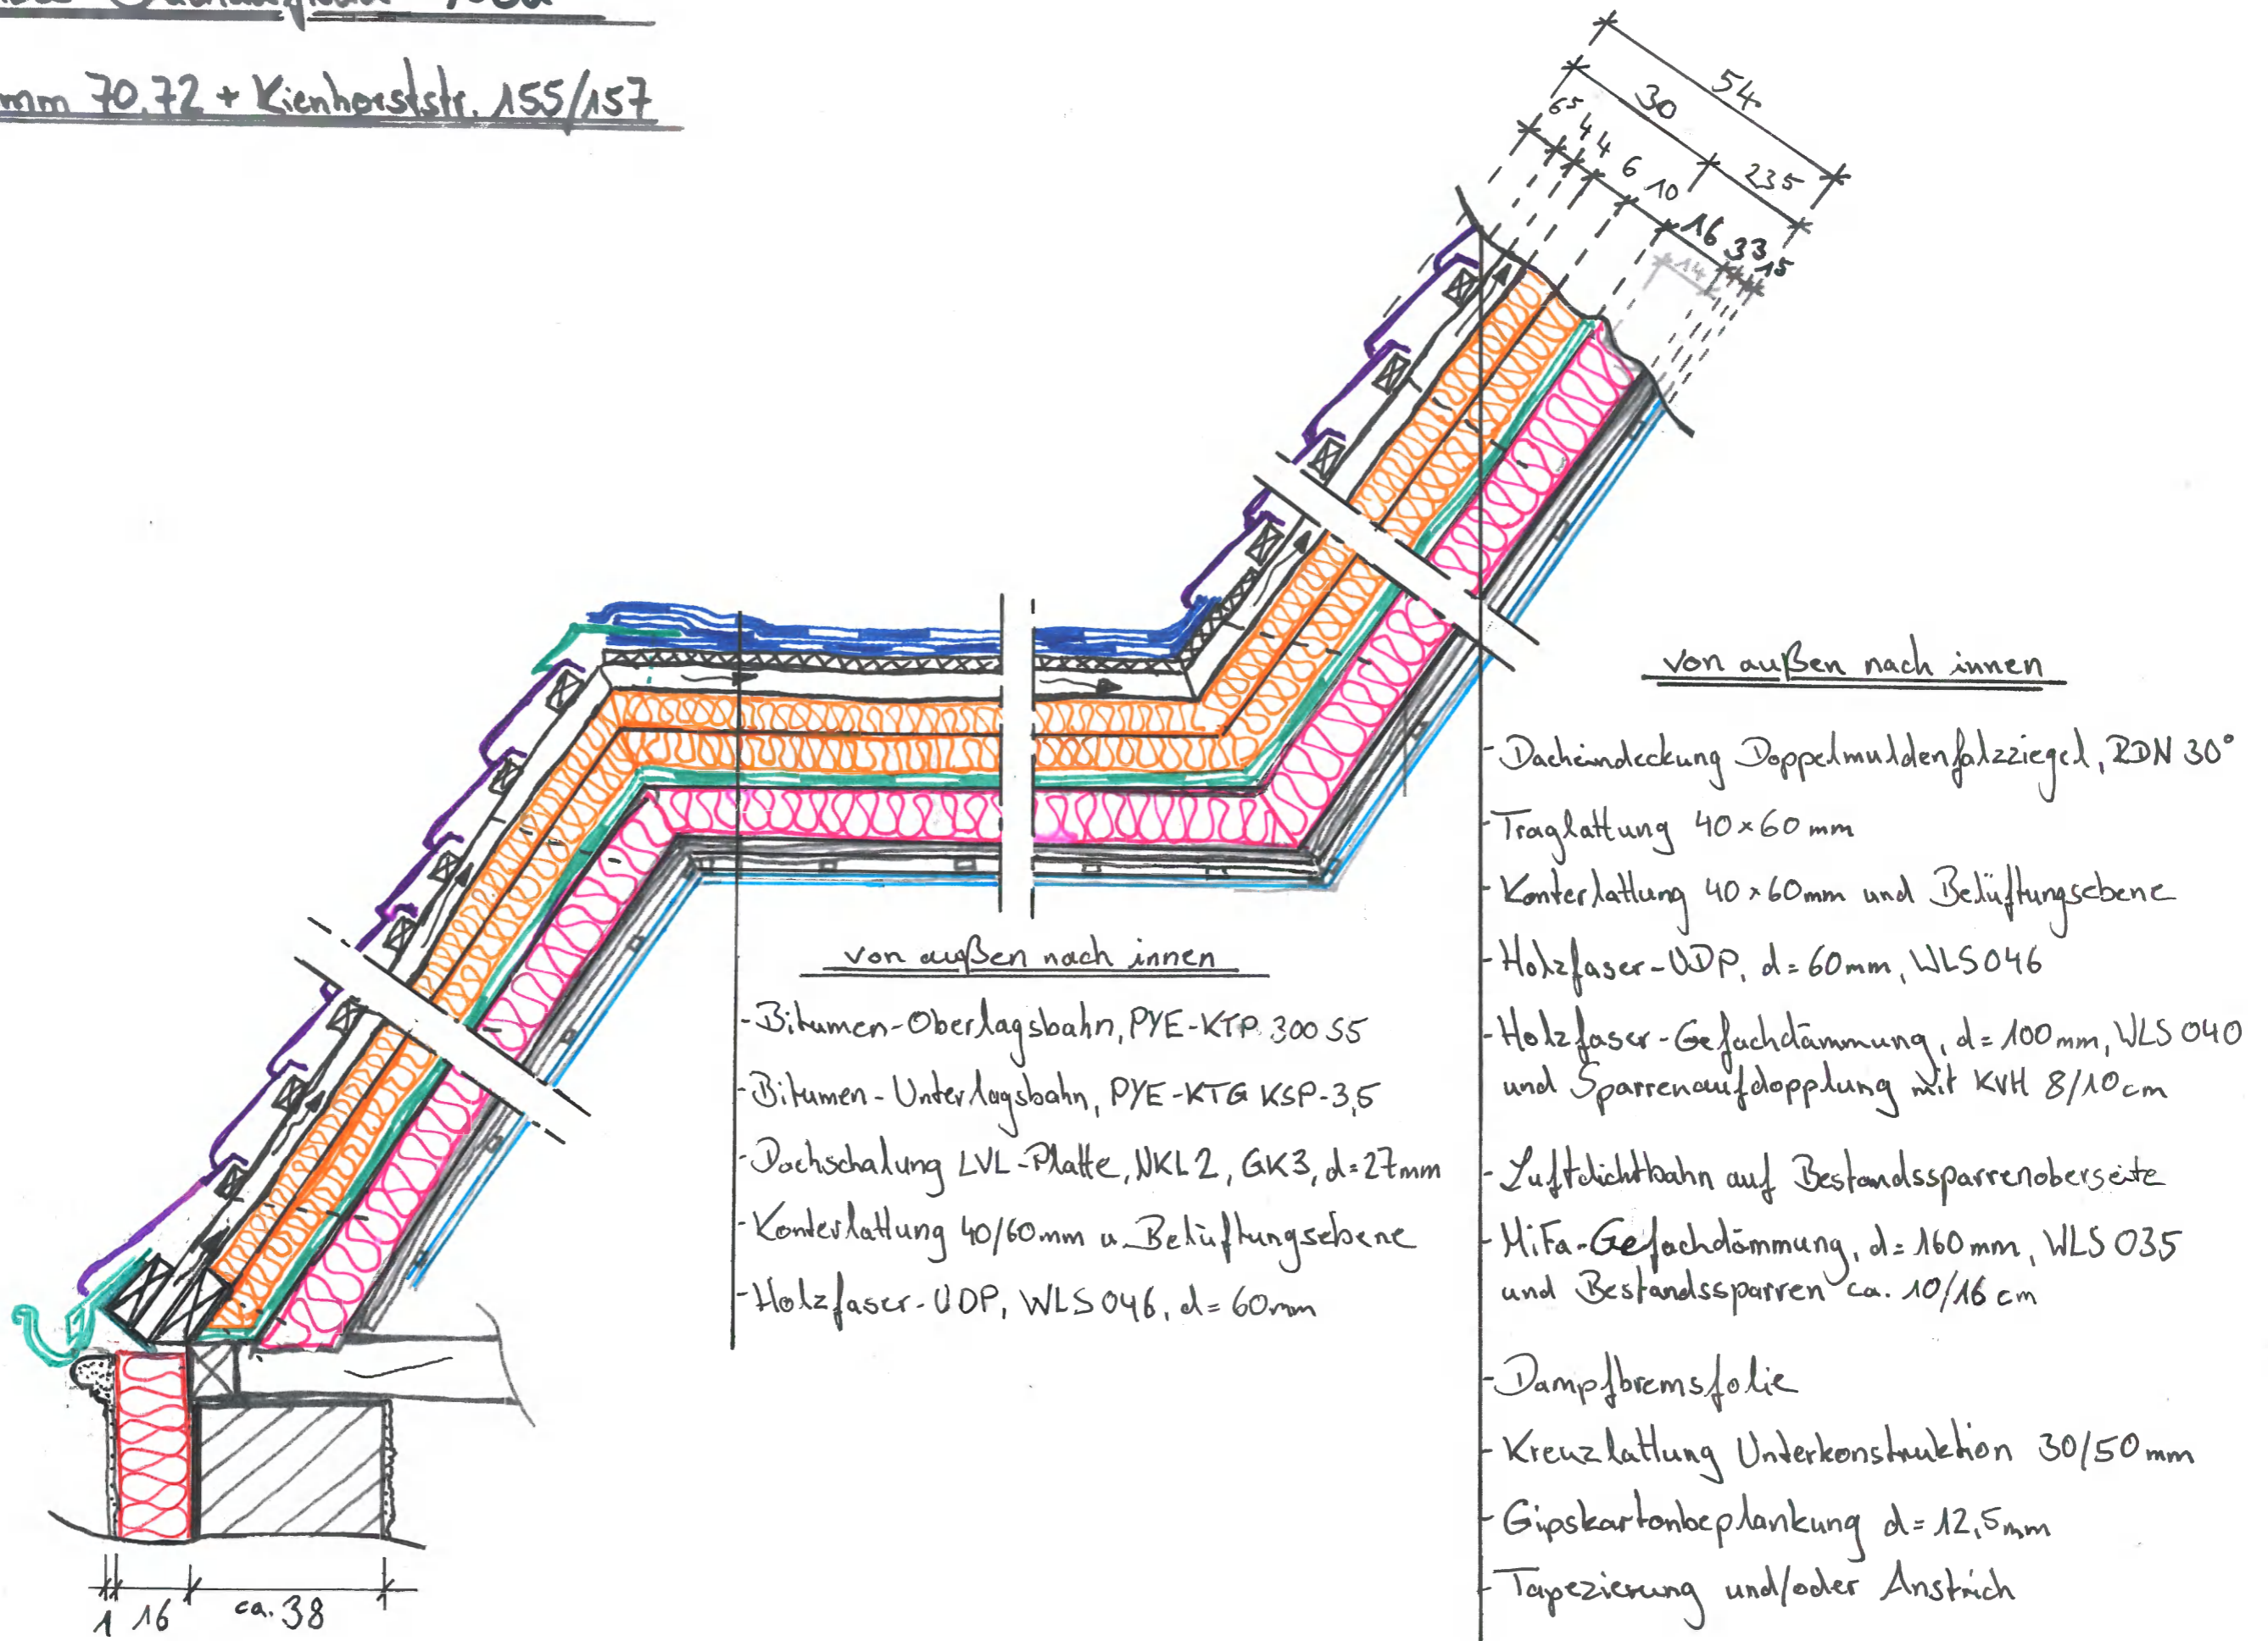 mm 70,72 + Kienhorststr. 155/157
54
30
23⁵
6⁵ 4 4 6 10 16 3 3 1⁵
14
von außen nach innen
- Dacheindeckung Doppelmuldenfalzziegel, RDN 30°
- Traglattung 40×60 mm
- Konterlattung 40×60mm und Belüftungsebene
- Holzfaser-UDP, d=60mm, WLS 046
- Holzfaser-Gefachdämmung, d=100mm, WLS 040
und Sparrenaufdopplung mit KVH 8/10cm
- Luftdichtbahn auf Bestandssparrenoberseite
- MiFa-Gefachdämmung, d=160mm, WLS 035
und Bestandssparren ca. 10/16 cm
- Dampfbremsfolie
- Kreuzlattung Unterkonstruktion 30/50mm
- Gipskartonbeplankung d=12,5mm
- Tapezierung und/oder Anstrich
von außen nach innen
- Bitumen-Oberlagsbahn, PYE-KTP 300 S5
- Bitumen-Unterlagsbahn, PYE-KTG KSP-3,5
- Dachschalung LVL-Platte, NKL2, GK3, d=27mm
- Konterlattung 40/60mm u. Belüftungsebene
- Holzfaser-UDP, WLS 046, d=60mm
1 16 ca. 38